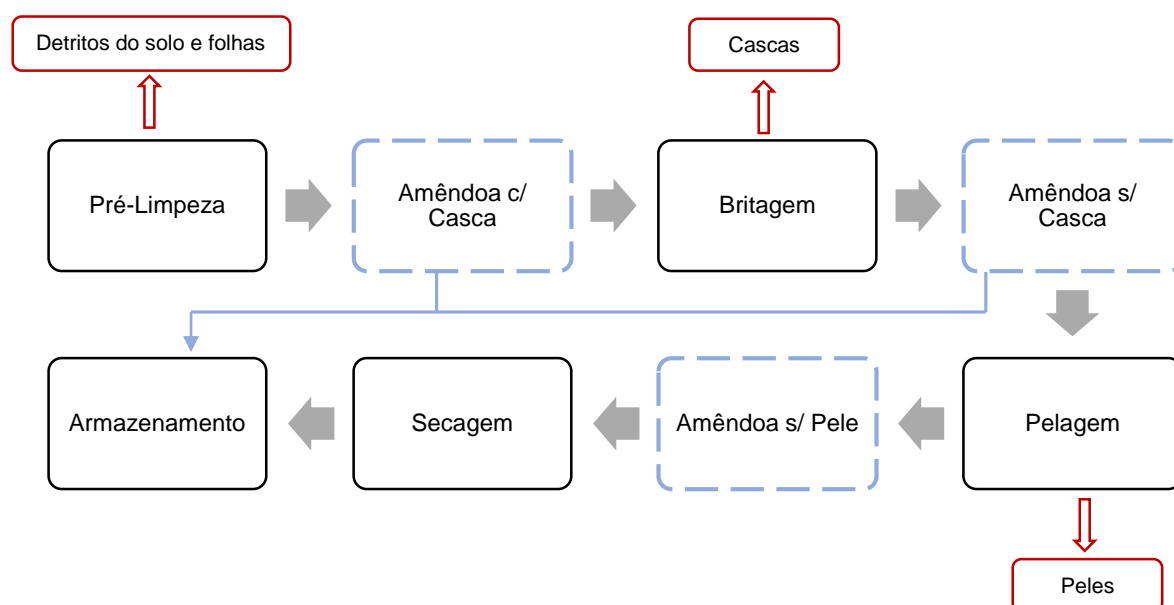 Detritos do solo e folhas
Cascas
Pré-Limpeza
Amêndoa c/
Casca
Britagem
Amêndoa s/
Casca
Armazenamento
Secagem
Amêndoa s/ Pele
Pelagem
Peles